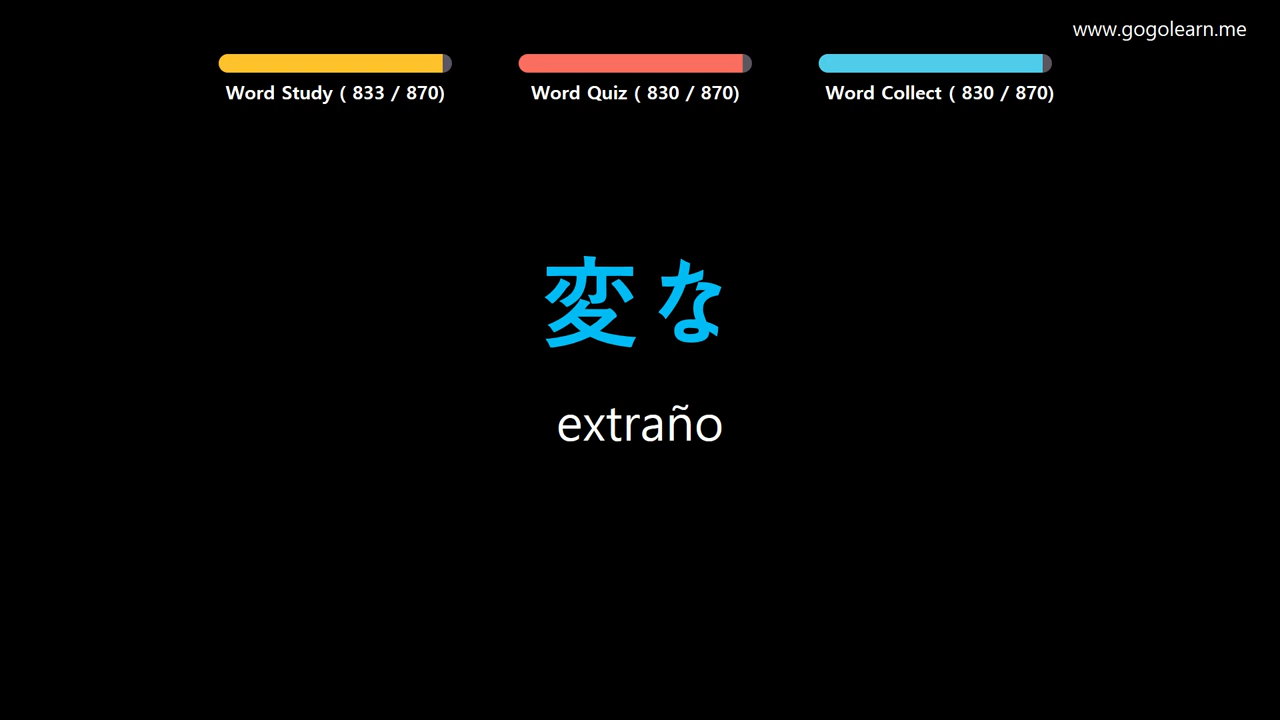 www.gogolearn.me
Word Study ( 833 / 870)
Word Quiz ( 830 / 870)
Word Collect ( 830 / 870)
変な
extraño